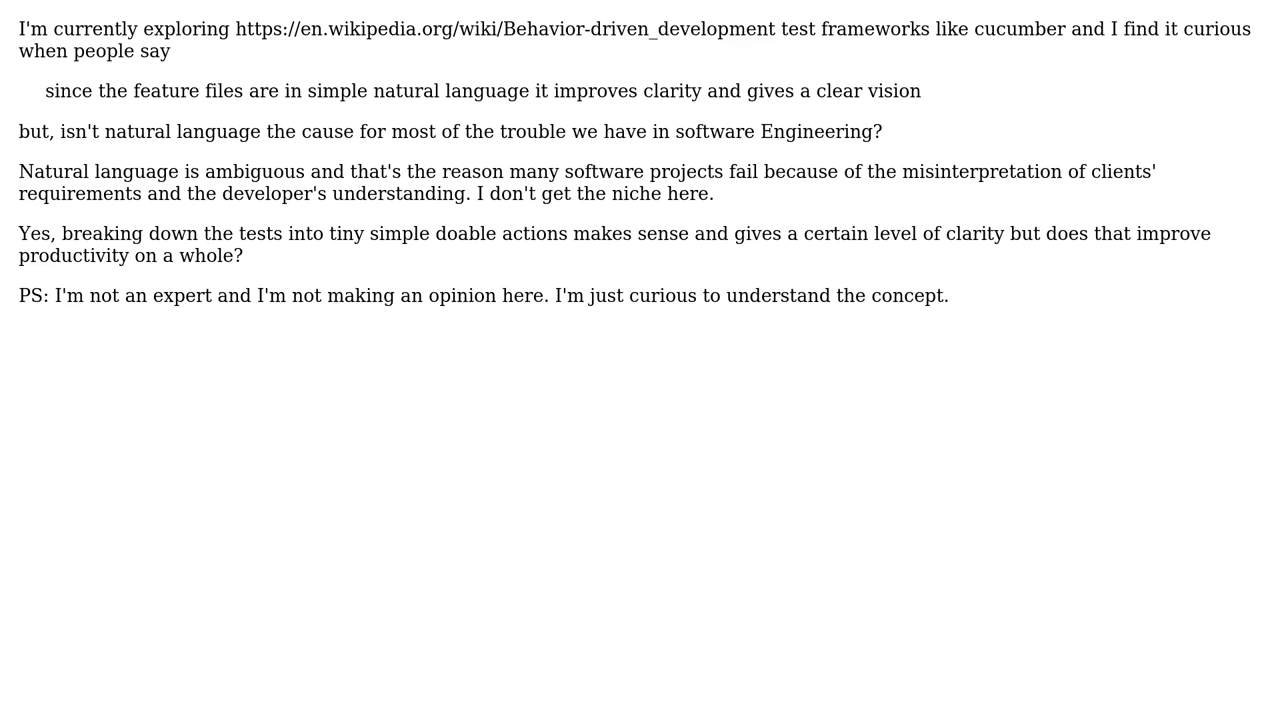 I'm currently exploring https://en.wikipedia.org/wiki/Behavior-driven_development test frameworks like cucumber and I find it curious
when people say
since the feature files are in simple natural language it improves clarity and gives a clear vision
but, isn't natural language the cause for most of the trouble we have in software Engineering?
Natural language is ambiguous and that's the reason many software projects fail because of the misinterpretation of clients'
requirements and the developer's understanding. I don't get the niche here.
Yes, breaking down the tests into tiny simple doable actions makes sense and gives a certain level of clarity but does that improve
productivity on a whole?
PS: I'm not an expert and I'm not making an opinion here. I'm just curious to understand the concept.